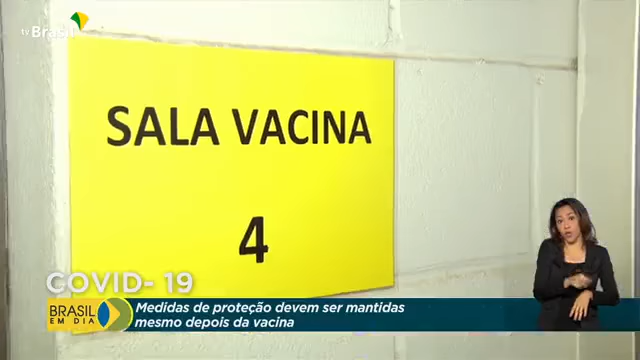 tv Brasil
SALA VACINA
4
COVID- 19
BRASIL
EM DIA
Medidas de proteção devem ser mantidas
mesmo depois da vacina